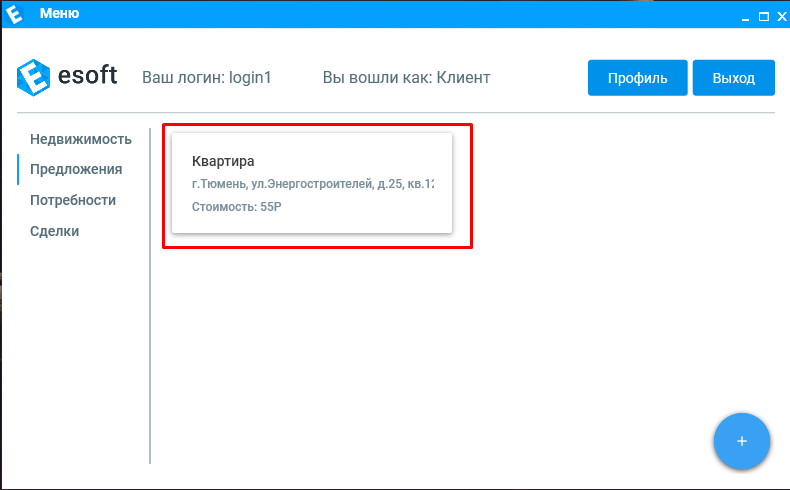 Меню
esoft
Ваш логин: login1
Вы вошли как: Клиент
Профиль
Выход
Недвижимость
Предложения
Потребности
Сделки
Квартира
г.Тюмень, ул.Энергостроителей, д.25, кв.12
Стоимость: 55Р
+